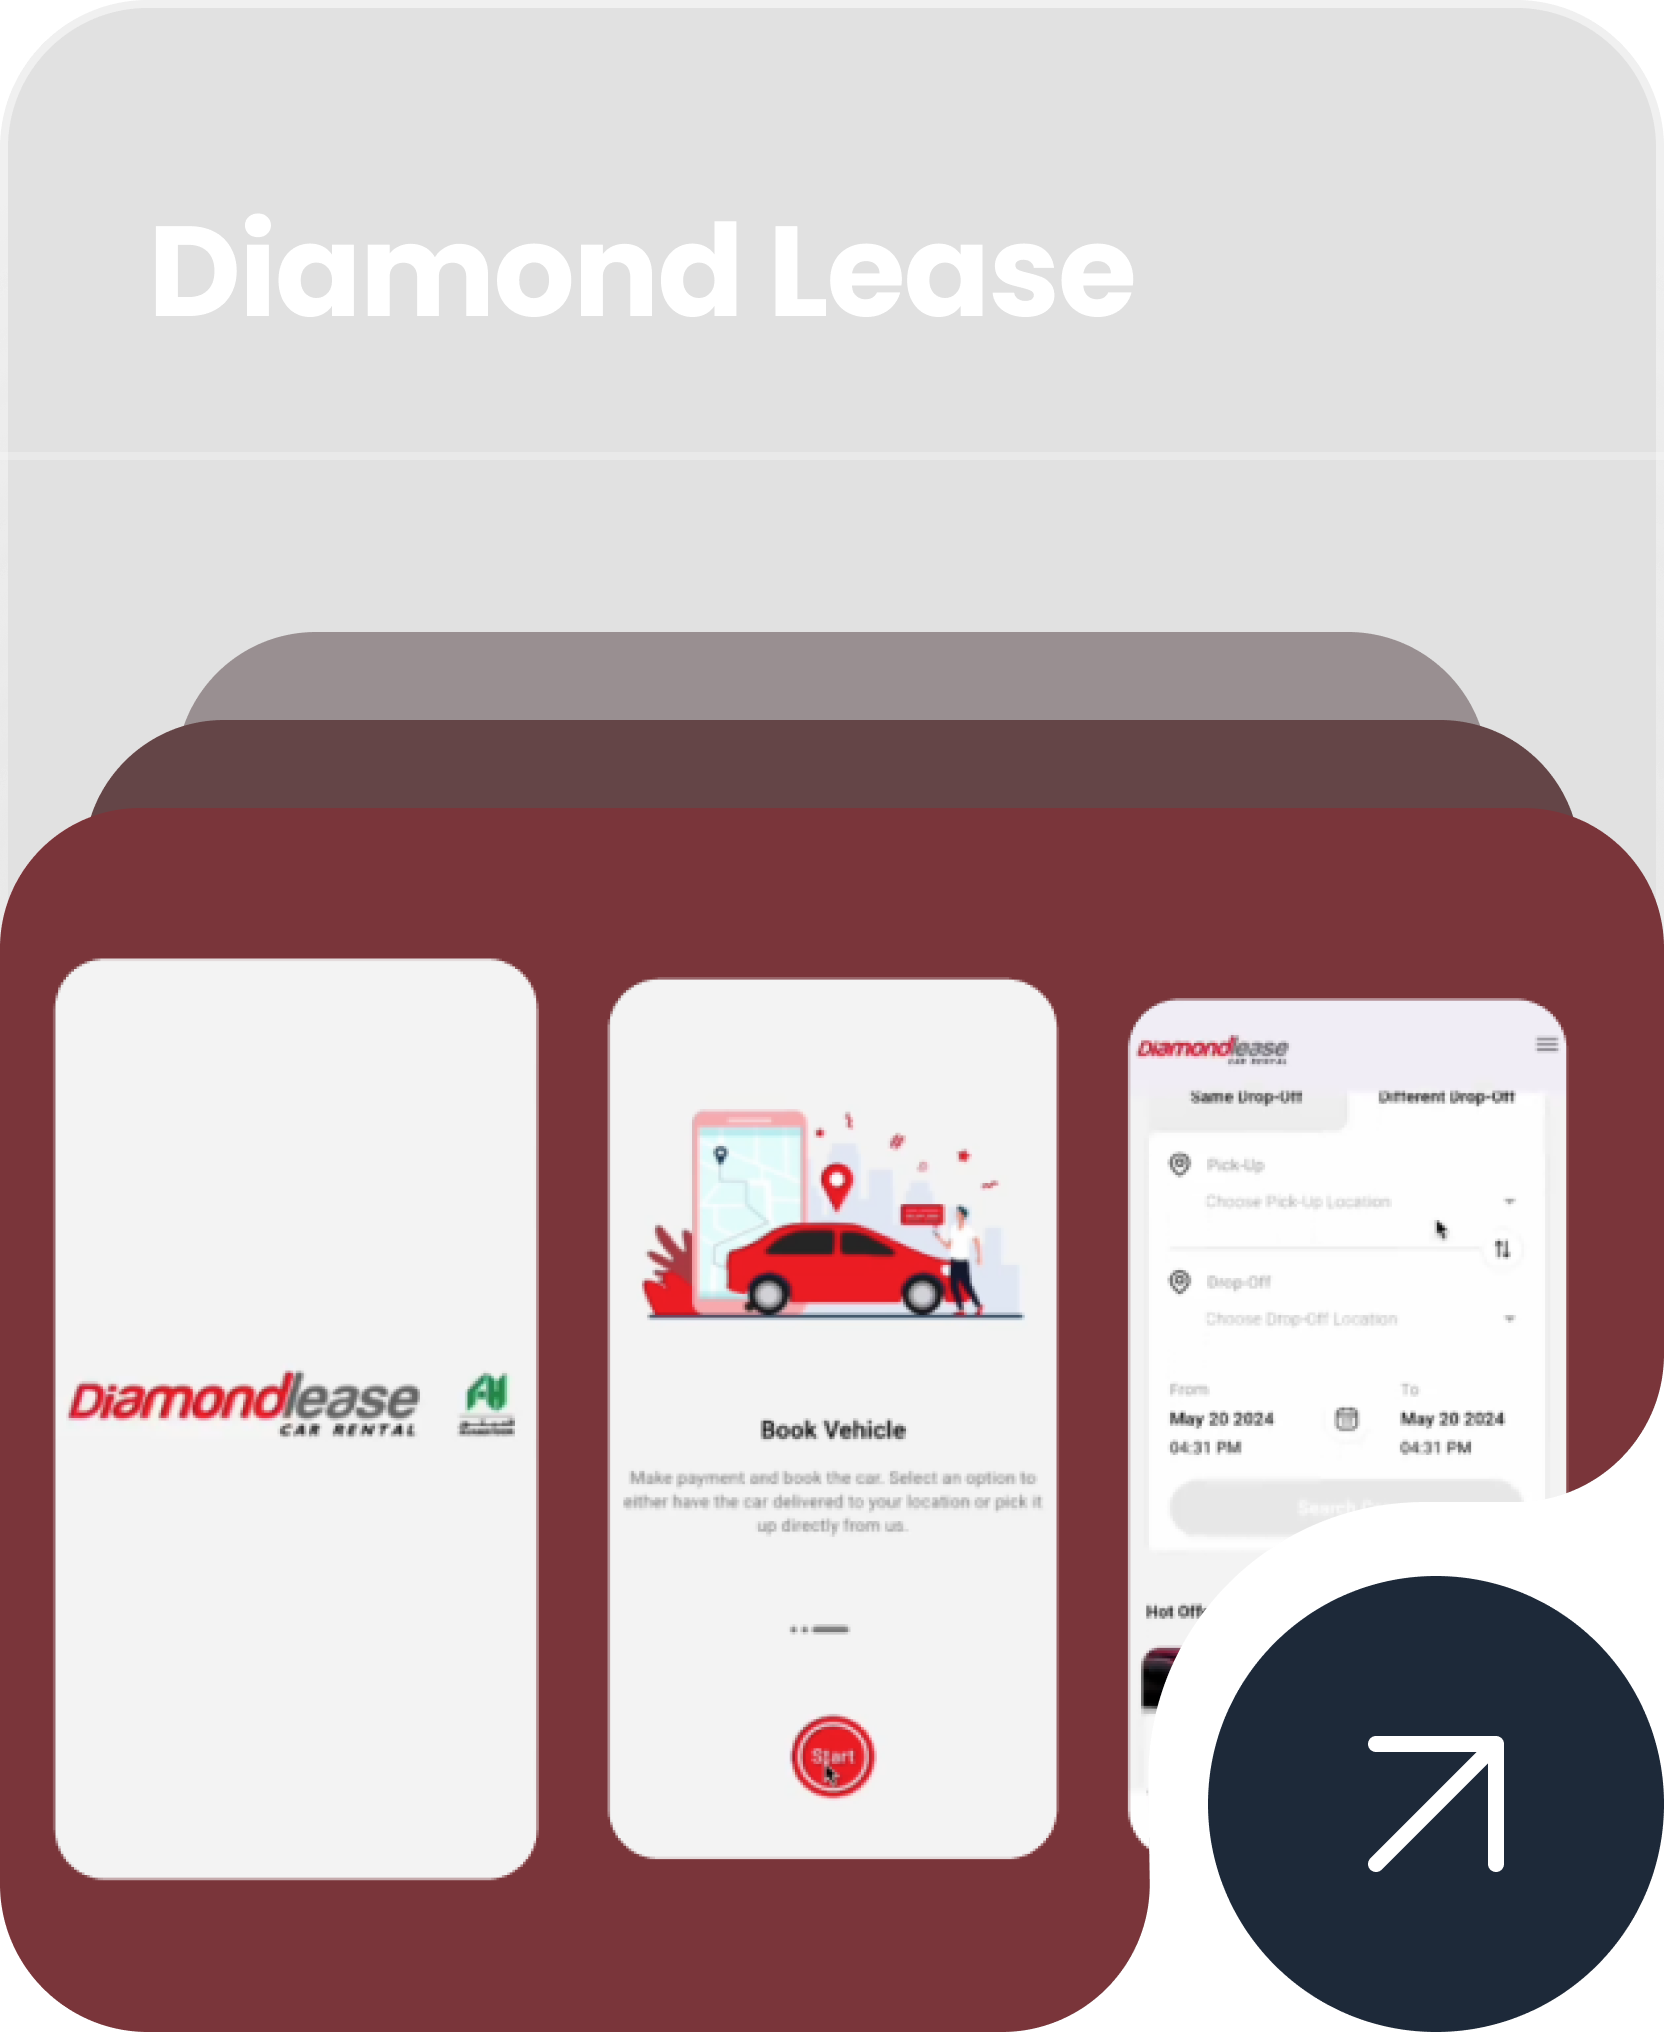 Diamond Lease
Diamondlease
CAR RENTAL
Book Vehicle
Make payment and book the car. Select an option to
either have the car delivered to your location or pick it
up directly from us.
Start
Diamondlease
CAR RENTAL
Same Drop-Off
Different Drop-Off
Pick-Up
Choose Pick-Up Location
Drop-Off
Choose Drop-Off Location
From
To
May 20 2024
May 20 2024
04:31 PM
04:31 PM
Search
Hot